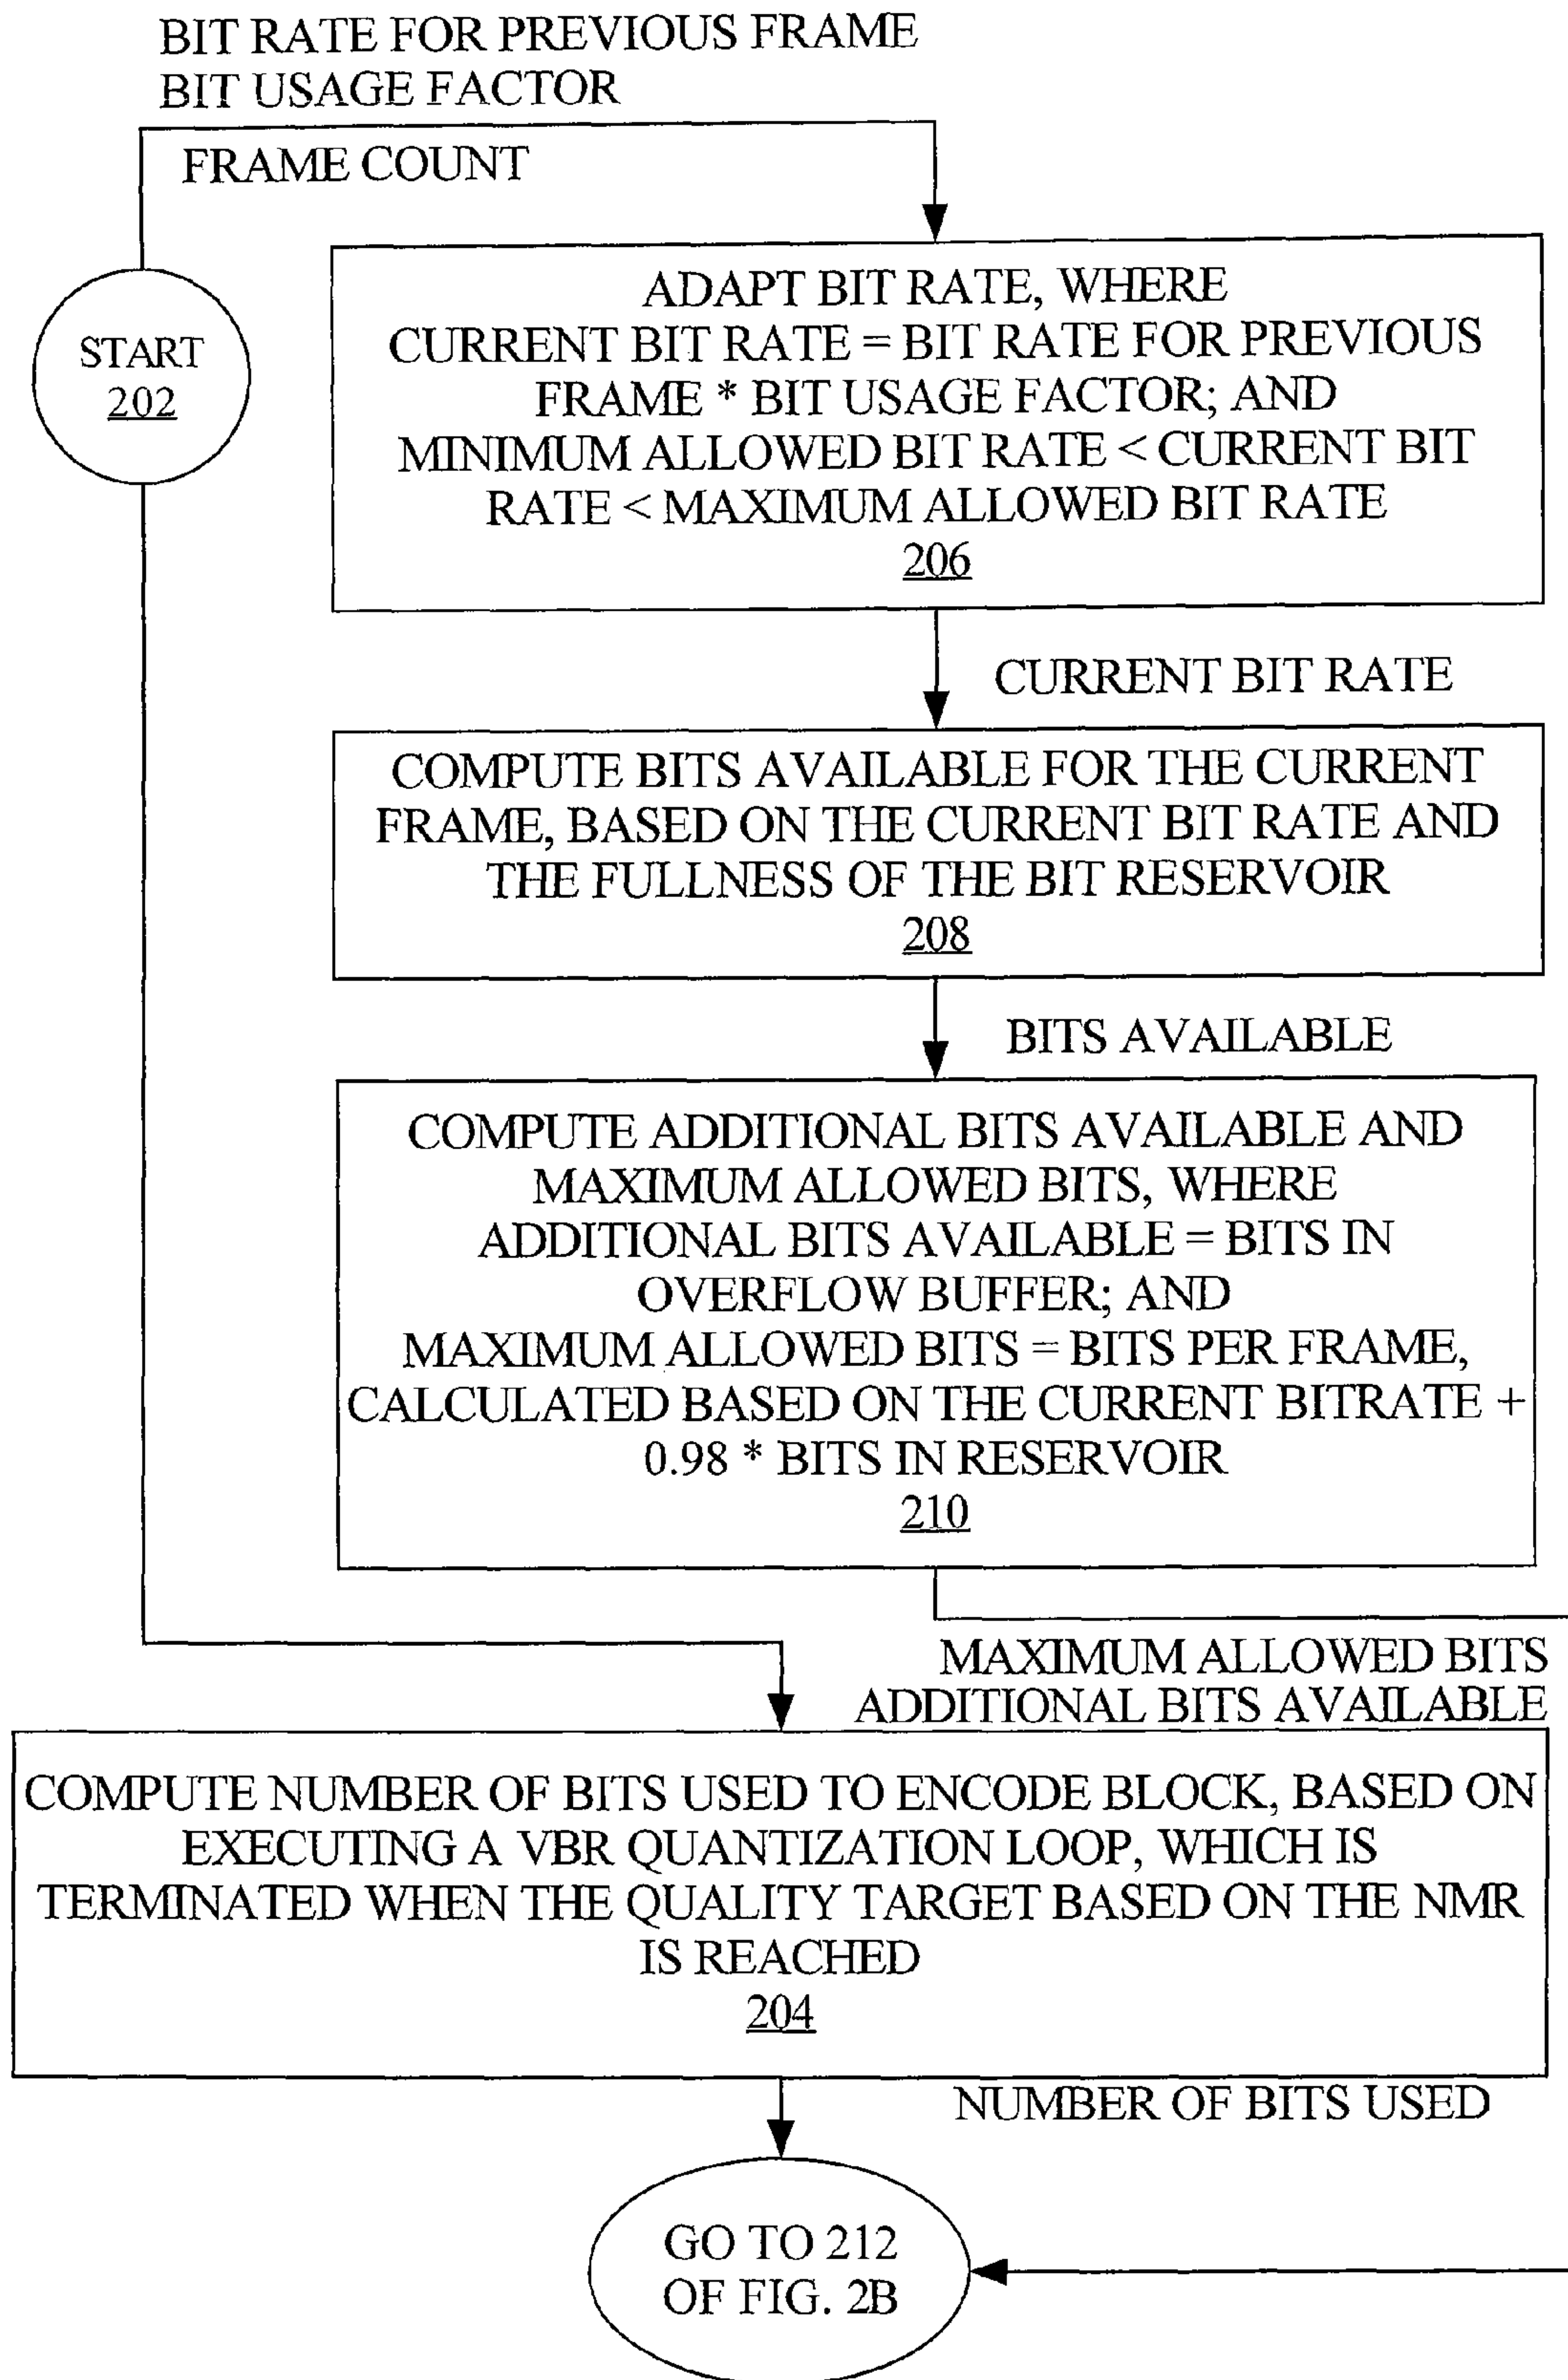 BIT RATE FOR PREVIOUS FRAME
BIT USAGE FACTOR
FRAME COUNT
START
202
ADAPT BIT RATE, WHERE
CURRENT BIT RATE = BIT RATE FOR PREVIOUS
FRAME * BIT USAGE FACTOR; AND
MINIMUM ALLOWED BIT RATE < CURRENT BIT
RATE < MAXIMUM ALLOWED BIT RATE
206
CURRENT BIT RATE
COMPUTE BITS AVAILABLE FOR THE CURRENT
FRAME, BASED ON THE CURRENT BIT RATE AND
THE FULLNESS OF THE BIT RESERVOIR
208
BITS AVAILABLE
COMPUTE ADDITIONAL BITS AVAILABLE AND
MAXIMUM ALLOWED BITS, WHERE
ADDITIONAL BITS AVAILABLE = BITS IN
OVERFLOW BUFFER; AND
MAXIMUM ALLOWED BITS = BITS PER FRAME,
CALCULATED BASED ON THE CURRENT BITRATE +
0.98 * BITS IN RESERVOIR
210
MAXIMUM ALLOWED BITS
ADDITIONAL BITS AVAILABLE
COMPUTE NUMBER OF BITS USED TO ENCODE BLOCK, BASED ON
EXECUTING A VBR QUANTIZATION LOOP, WHICH IS
TERMINATED WHEN THE QUALITY TARGET BASED ON THE NMR
IS REACHED
204
NUMBER OF BITS USED
GO TO 212
OF FIG. 2B